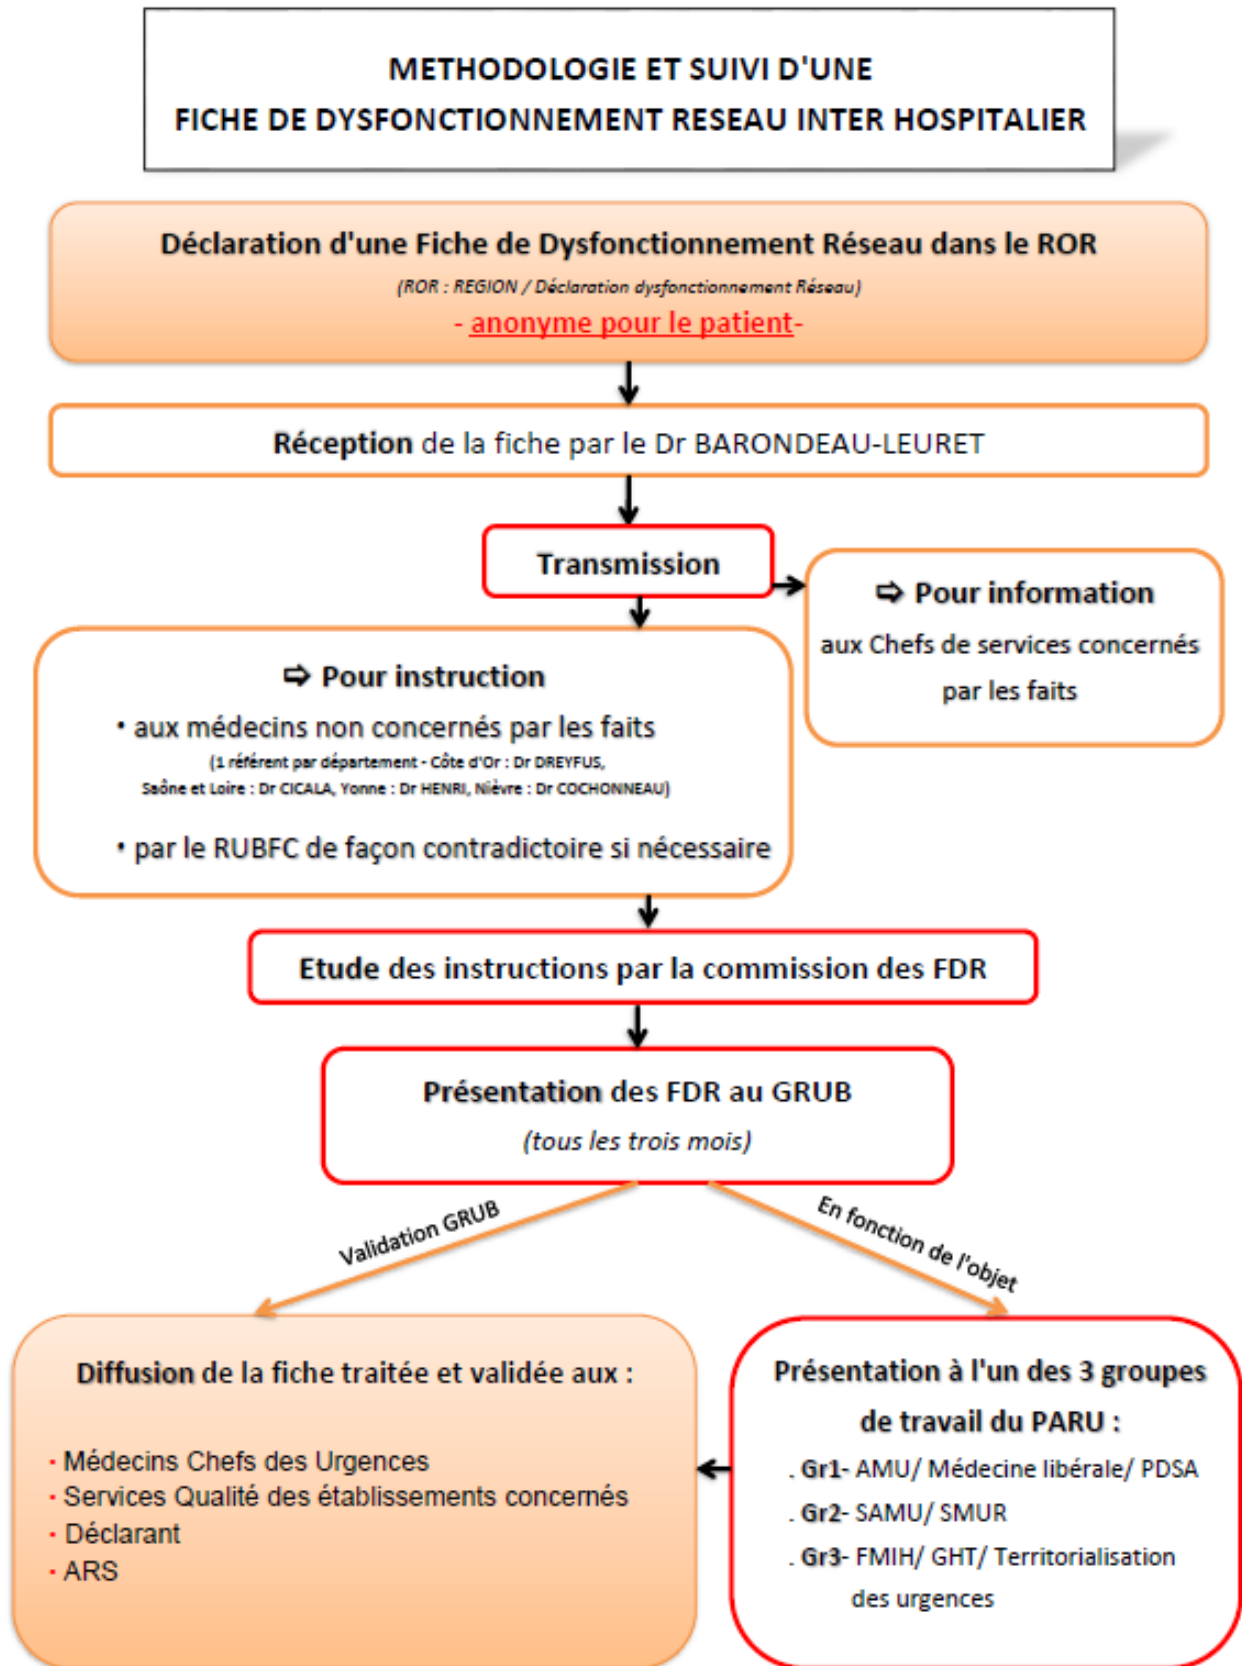 METHODOLOGIE ET SUIVI D'UNE
FICHE DE DYSFONCTIONNEMENT RESEAU INTER HOSPITALIER
Déclaration d'une Fiche de Dysfonctionnement Réseau dans le ROR
(ROR : REGION / Déclaration dysfonctionnement Réseau)
- anonyme pour le patient-
Réception de la fiche par le Dr BARONDEAU-LEURET
Transmission
⇨ Pour information
aux Chefs de services concernés
par les faits
⇨ Pour instruction
• aux médecins non concernés par les faits
(1 référent par département - Côte d'Or : Dr DREYFUS,
Saône et Loire : Dr CICALA, Yonne : Dr HENRI, Nièvre : Dr COCHONNEAU)
• par le RUBFC de façon contradictoire si nécessaire
Etude des instructions par la commission des FDR
Présentation des FDR au GRUB
(tous les trois mois)
Validation GRUB
En fonction de l'objet
Diffusion de la fiche traitée et validée aux :
· Médecins Chefs des Urgences
· Services Qualité des établissements concernés
· Déclarant
· ARS
Présentation à l'un des 3 groupes
de travail du PARU :
. Gr1- AMU/ Médecine libérale/ PDSA
. Gr2- SAMU/ SMUR
. Gr3- FMIH/ GHT/ Territorialisation
des urgences